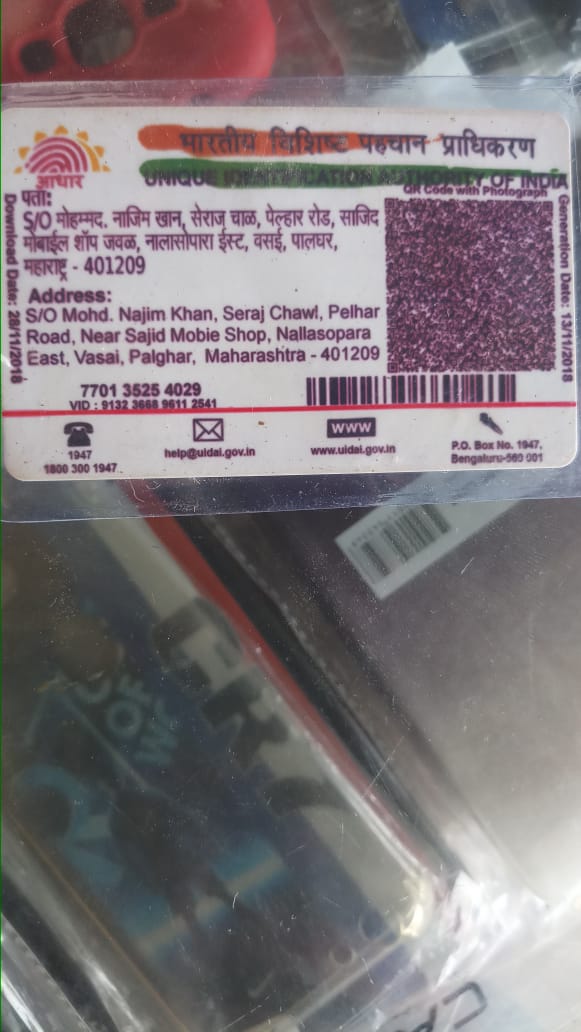 भारतीय विशिष्ट पहचान प्राधिकरण
UNIQUE IDENTIFICATION AUTHORITY OF INDIA
आधार
QR Code with Photograph
पता:
S/O मोहम्मद. नाजिम खान, सेराज चाळ, पेल्हार रोड, साजिद
मोबाईल शॉप जवळ, नालासोपारा ईस्ट, वसई, पालघर,
महाराष्ट्र - 401209
Address:
S/O Mohd. Najim Khan, Seraj Chawl, Pelhar
Road, Near Sajid Mobie Shop, Nallasopara
East, Vasai, Palghar, Maharashtra - 401209
Download Date: 28/11/2018
Generation Date: 13/11/2018
7701 3525 4029
VID : 9132 3668 9611 2541
1947
1800 300 1947
help@uidai.gov.in
www
www.uidai.gov.in
P.O. Box No. 1947,
Bengaluru-560 001
OF